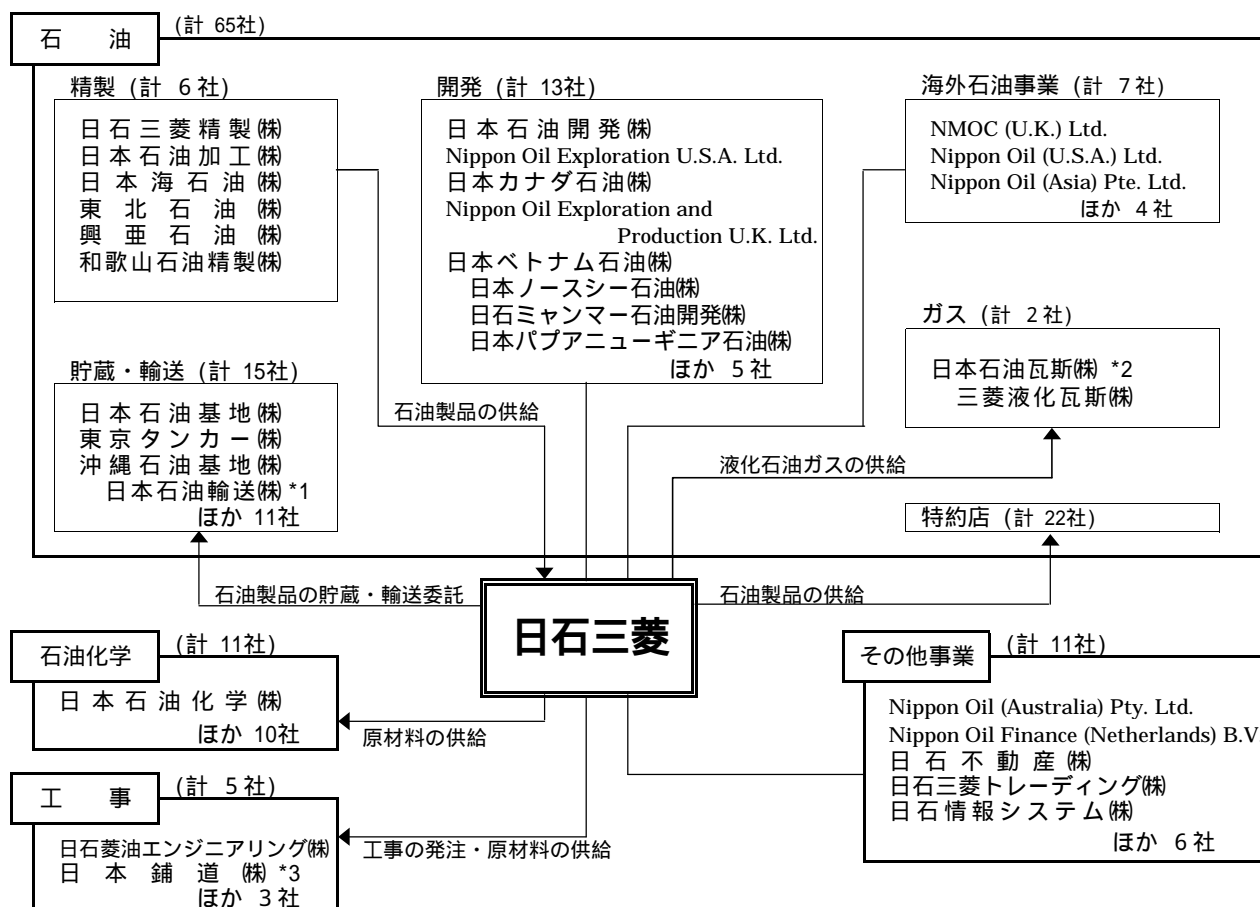 石 油 (計 65社)
精製 (計 6社)
日石三菱精製㈱
日本石油加工㈱
日本海石油㈱
東北石油㈱
興亜石油㈱
和歌山石油精製㈱
開発 (計 13社)
日本石油開発㈱
Nippon Oil Exploration U.S.A. Ltd.
日本カナダ石油㈱
Nippon Oil Exploration and
Production U.K. Ltd.
日本ベトナム石油㈱
日本ノースシー石油㈱
日石ミャンマー石油開発㈱
日本パプアニューギニア石油㈱
ほか 5社
海外石油事業 (計 7社)
NMOC (U.K.) Ltd.
Nippon Oil (U.S.A.) Ltd.
Nippon Oil (Asia) Pte. Ltd.
ほか 4社
ガス (計 2社)
日本石油瓦斯㈱ *2
三菱液化瓦斯㈱
貯蔵・輸送 (計 15社)
日本石油基地㈱
東京タンカー㈱
沖縄石油基地㈱
日本石油輸送㈱ *1
ほか 11社
石油製品の供給
液化石油ガスの供給
特約店 (計 22社)
石油製品の貯蔵・輸送委託
石油製品の供給
日石三菱
石油化学 (計 11社)
日本石油化学㈱
ほか 10社
原材料の供給
工 事 (計 5社)
日石菱油エンジニアリング㈱
日本鋪道㈱ *3
ほか 3社
工事の発注・原材料の供給
その他事業 (計 11社)
Nippon Oil (Australia) Pty. Ltd.
Nippon Oil Finance (Netherlands) B.V
日石不動産㈱
日石三菱トレーディング㈱
日石情報システム㈱
ほか 6社